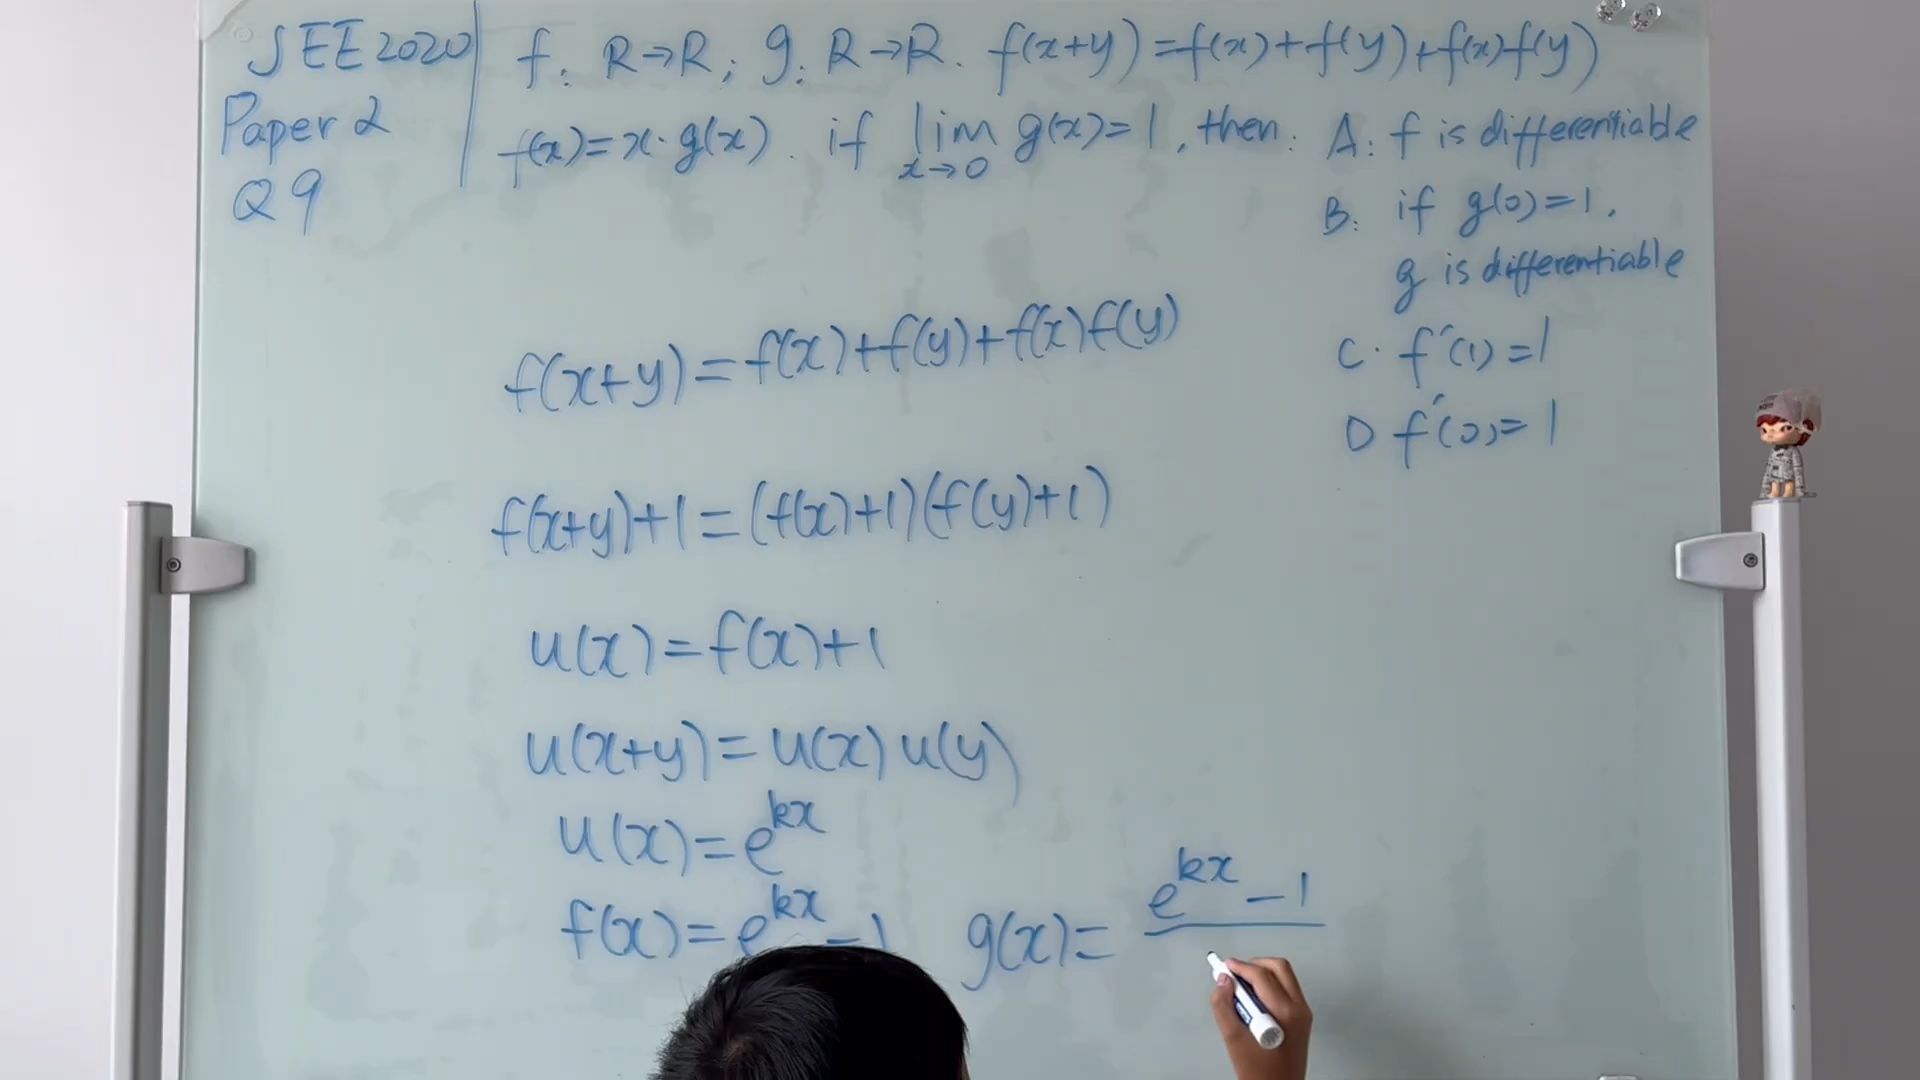 JEE 2020
Paper 2
Q9
f: R→R; g: R→R. f(x+y)=f(x)+f(y)+f(x)f(y)
f(x)=x·g(x). if lim x→0 g(x)=1, then:
A: f is differentiable
B: if g(0)=1,
g is differentiable
C. f'(1)=1
D f'(0)=1
f(x+y)=f(x)+f(y)+f(x)f(y)
f(x+y)+1=(f(x)+1)(f(y)+1)
u(x)=f(x)+1
u(x+y)=u(x)u(y)
u(x)=e^kx
f(x)=e^kx-1
g(x)=e^kx-1